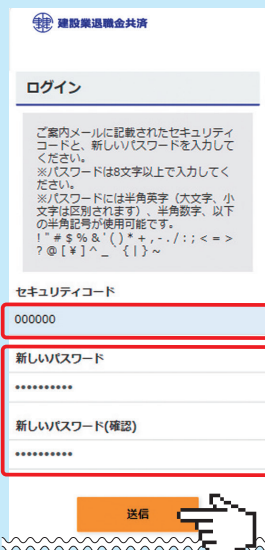 建設業退職金共済
ログイン
ご案内メールに記載されたセキュリティ
コードと、新しいパスワードを入力して
ください。
※パスワードは8文字以上で入力してく
ださい。
※パスワードには半角英字（大文字、小
文字は区別されます）、半角数字、以下
の半角記号が使用可能です。
! " # $ % & ' ( ) * + , - . / : ; < = >
? @ [ ¥ ] ^ _ ` { | } ~
セキュリティコード
000000
新しいパスワード
••••••••••
新しいパスワード(確認)
••••••••••
送信